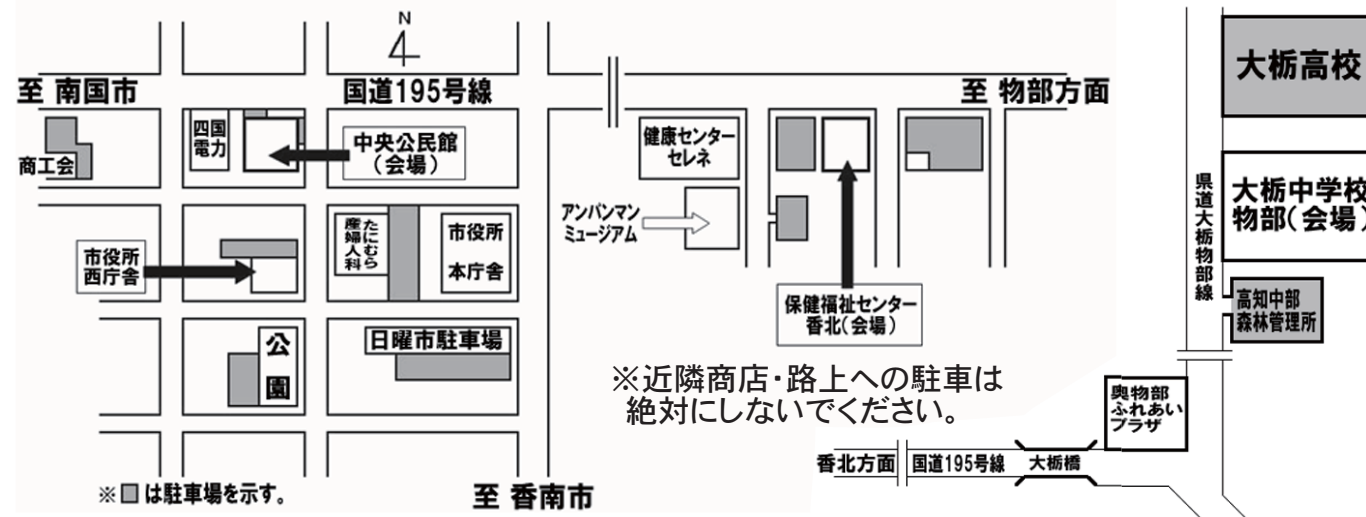 N
至 南国市
国道195号線
至 物部方面
商工会
四国
電力
中央公民館
(会場)
健康センター
セレネ
アンパンマン
ミュージアム
市役所
西庁舎
たにむら
産婦人科
市役所
本庁舎
保健福祉センター
香北(会場)
公
園
日曜市駐車場
※近隣商店・路上への駐車は
絶対にしないでください。
※□は駐車場を示す。
至 香南市
大栃高校
県道大栃物部線
大栃中学校
物部(会場)
高知中部
森林管理所
奥物部
ふれあい
プラザ
香北方面
国道195号線
大栃橋